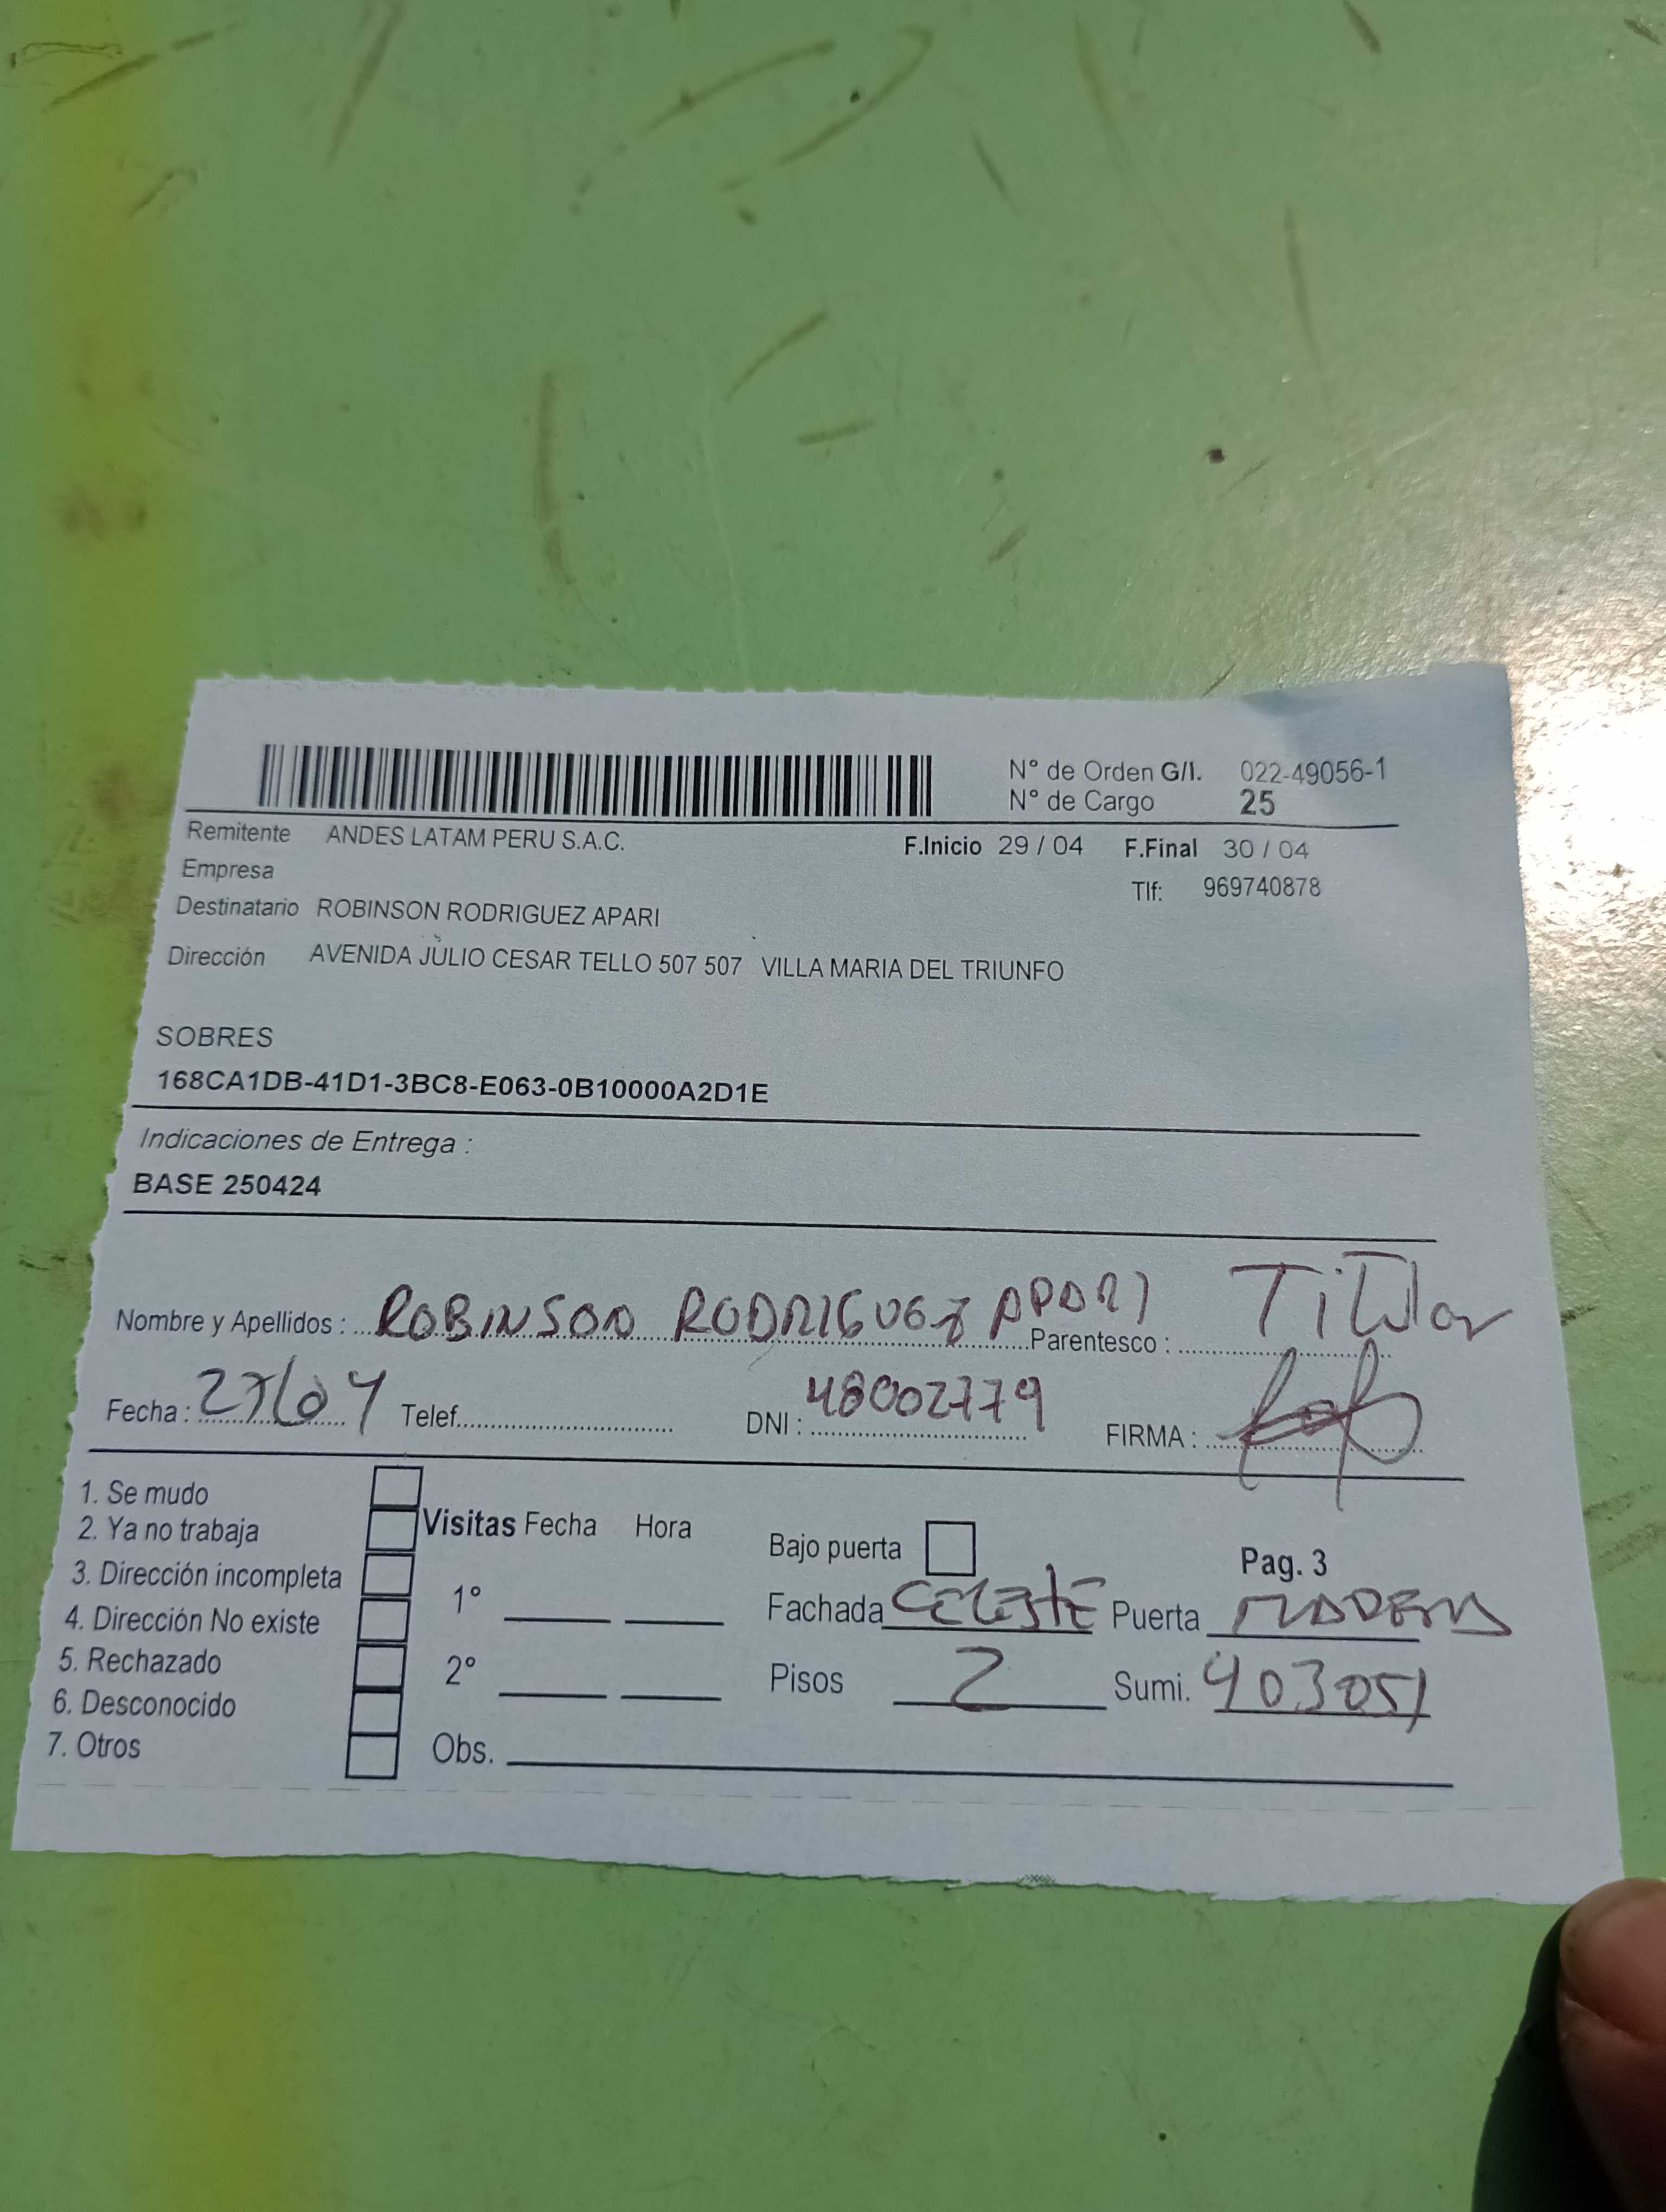 N° de Orden G/I. 022-49056-1
N° de Cargo 25
Remitente ANDES LATAM PERU S.A.C. F.Inicio 29 / 04 F.Final 30 / 04
Empresa Tlf: 969740878
Destinatario ROBINSON RODRIGUEZ APARI
Dirección AVENIDA JULIO CESAR TELLO 507 507 VILLA MARIA DEL TRIUNFO
SOBRES
168CA1DB-41D1-3BC8-E063-0B10000A2D1E
Indicaciones de Entrega :
BASE 250424
Nombre y Apellidos : ROBINSON RODRIGUEZ APARI Parentesco : Titular
Fecha : /04 Telef. DNI : 48002779 FIRMA :
1. Se mudo
2. Ya no trabaja Visitas Fecha Hora Bajo puerta Pag. 3
3. Dirección incompleta
4. Dirección No existe 1° Fachada CELESTE Puerta MADERA
5. Rechazado 2° Pisos 2 Sumi. 403051
6. Desconocido
7. Otros Obs.